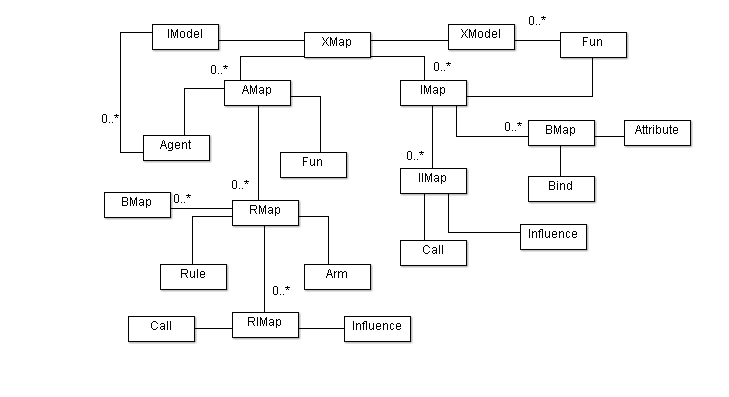 IModel
XMap
XModel
0..*
Fun
0..*
0..*
AMap
IMap
0..*
Agent
Fun
0..*
BMap
Attribute
0..*
IIMap
Bind
0..*
BMap
0..*
RMap
Call
Influence
Rule
Arm
0..*
Call
RIMap
Influence